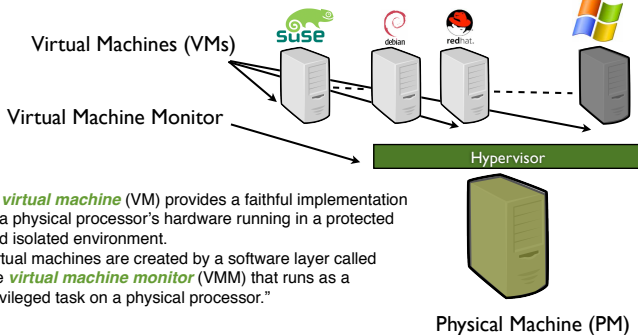 suse
debian
redhat.
Virtual Machines (VMs)
Virtual Machine Monitor
Hypervisor
virtual machine (VM) provides a faithful implementation
a physical processor's hardware running in a protected
d isolated environment.
rtual machines are created by a software layer called
e virtual machine monitor (VMM) that runs as a
vileged task on a physical processor."
Physical Machine (PM)